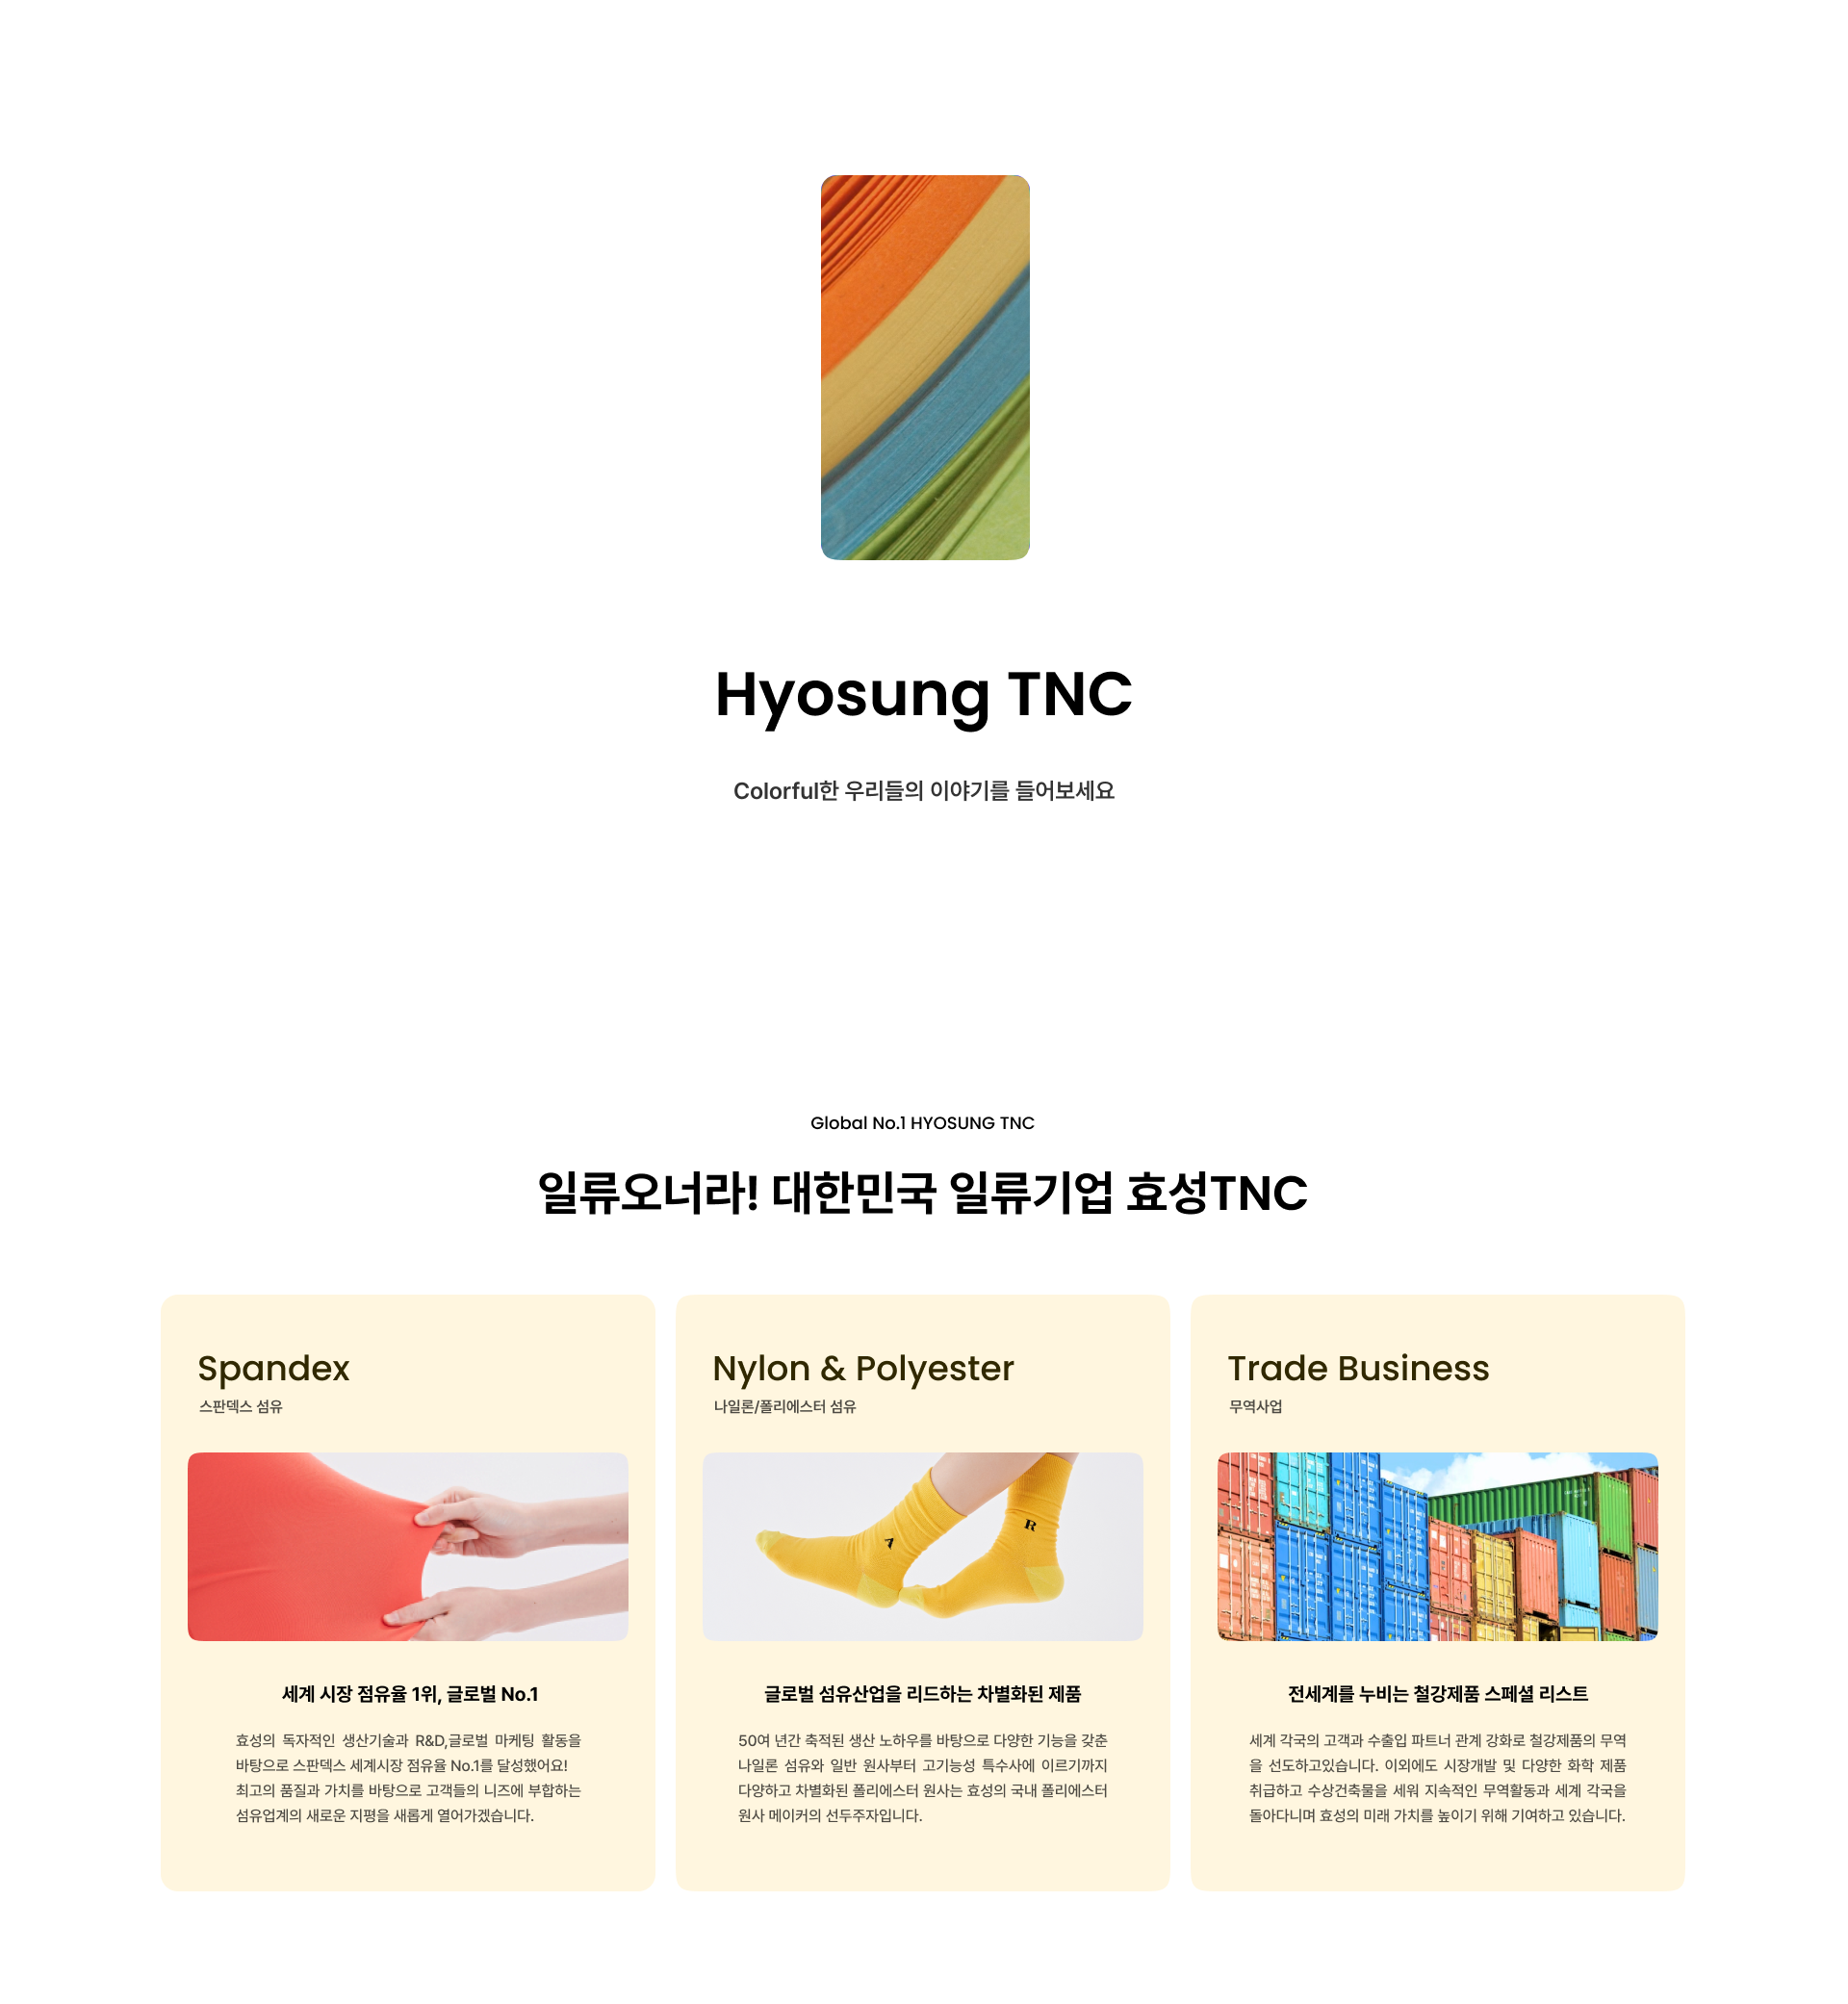 Hyosung TNC
Colorful한 우리들의 이야기를 들어보세요
Global No.1 HYOSUNG TNC
일류오너라! 대한민국 일류기업 효성TNC
Spandex
스판덱스 섬유
세계 시장 점유율 1위, 글로벌 No.1
효성의 독자적인 생산기술과 R&D,글로벌 마케팅 활동을
바탕으로 스판덱스 세계시장 점유율 No.1를 달성했어요!
최고의 품질과 가치를 바탕으로 고객들의 니즈에 부합하는
섬유업계의 새로운 지평을 새롭게 열어가겠습니다.
Nylon & Polyester
나일론/폴리에스터 섬유
A
R
글로벌 섬유산업을 리드하는 차별화된 제품
50여 년간 축적된 생산 노하우를 바탕으로 다양한 기능을 갖춘
나일론 섬유와 일반 원사부터 고기능성 특수사에 이르기까지
다양하고 차별화된 폴리에스터 원사는 효성의 국내 폴리에스터
원사 메이커의 선두주자입니다.
Trade Business
무역사업
전세계를 누비는 철강제품 스페셜 리스트
세계 각국의 고객과 수출입 파트너 관계 강화로 철강제품의 무역
을 선도하고있습니다. 이외에도 시장개발 및 다양한 화학 제품
취급하고 수상건축물을 세워 지속적인 무역활동과 세계 각국을
돌아다니며 효성의 미래 가치를 높이기 위해 기여하고 있습니다.